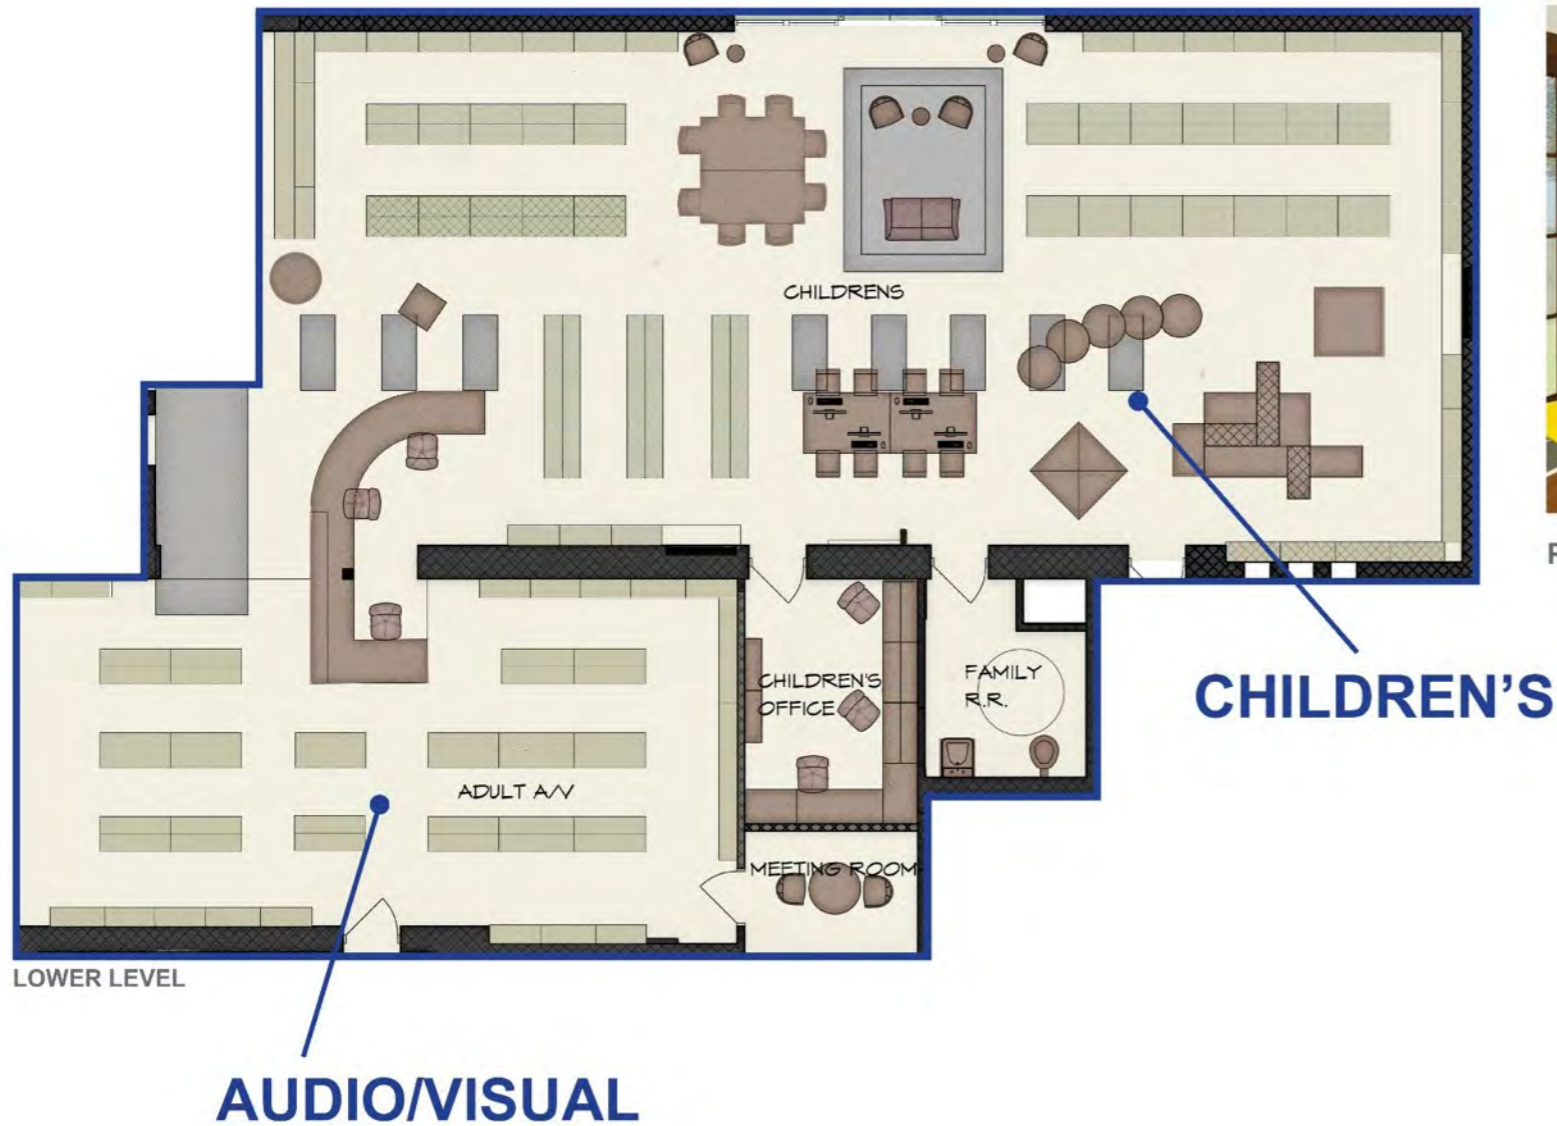 CHILDRENS
CHILDREN'S
OFFICE
FAMILY
R.R.
CHILDREN'S
ADULT A/V
MEETING ROOM
LOWER LEVEL
AUDIO/VISUAL